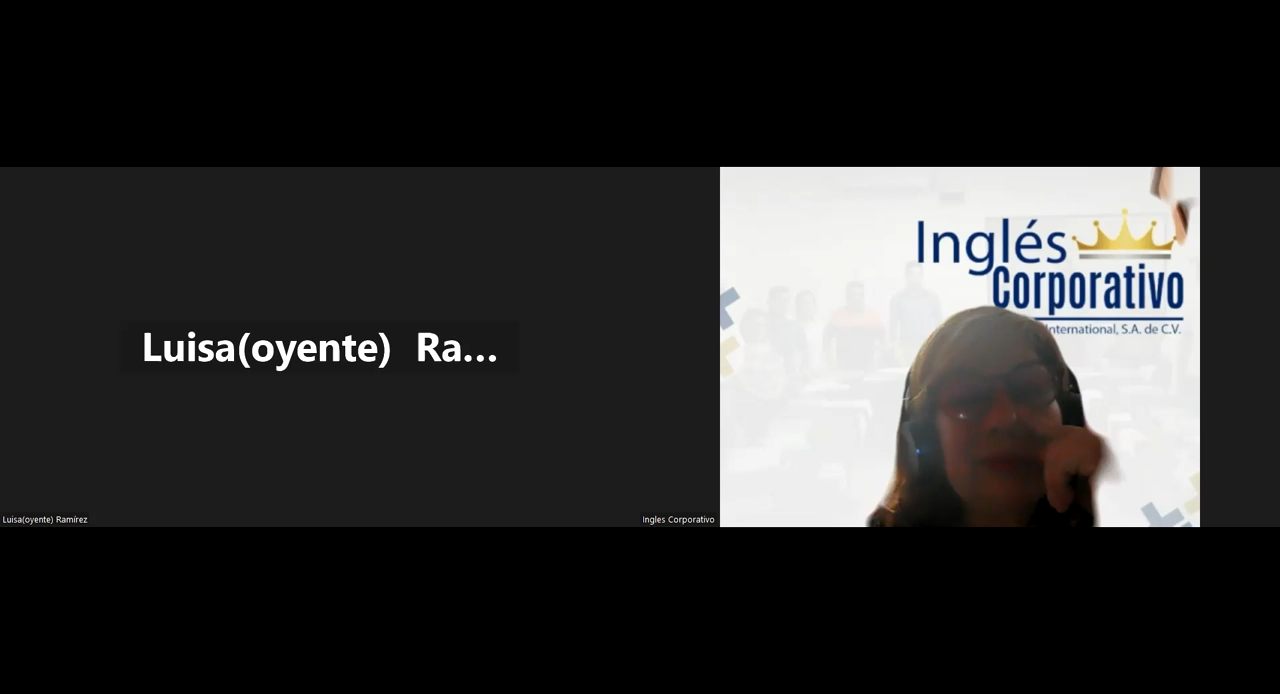 Luisa(oyente) Ra...
Luisa(oyente) Ramírez
Inglés
Corporativo
International, S.A. de C.V.
Ingles Corporativo